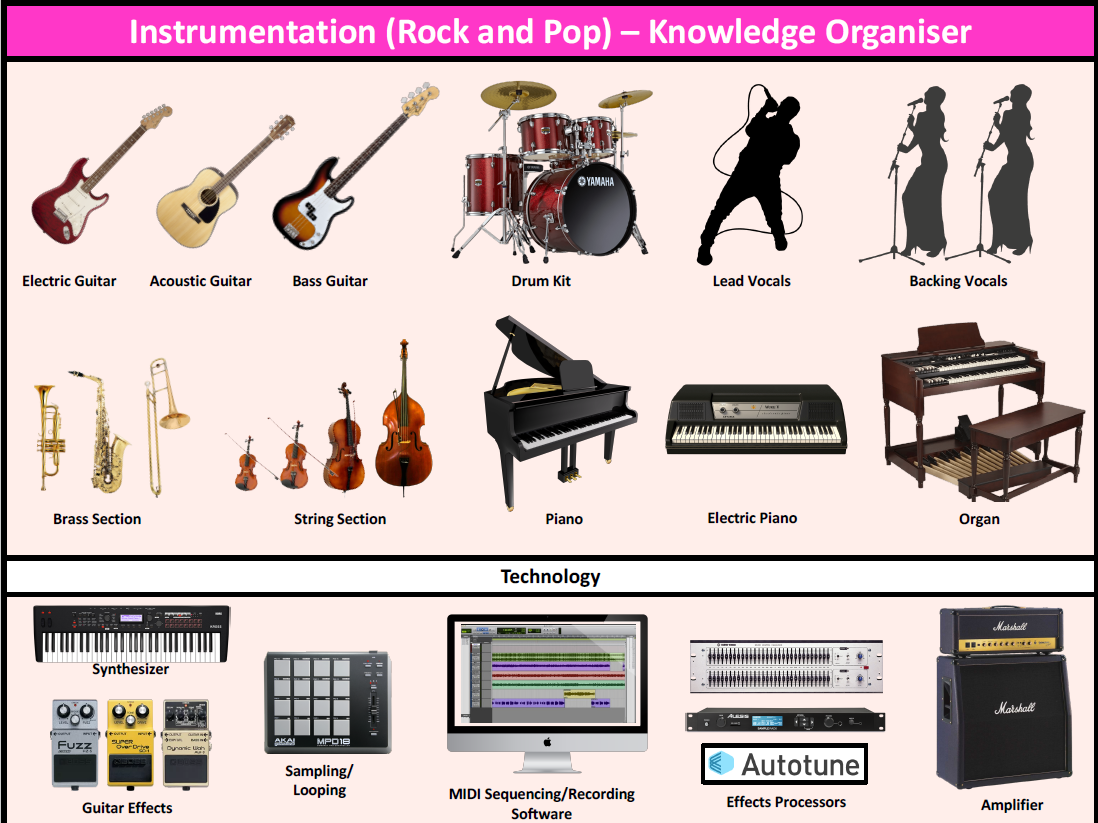 Instrumentation (Rock and Pop) – Knowledge Organiser
YAMAHA
Electric Guitar
Acoustic Guitar
Bass Guitar
Drum Kit
Lead Vocals
Backing Vocals
Brass Section
String Section
Piano
Electric Piano
Organ
Technology
Synthesizer
Fuzz
SUPER
OverDrive
Dynamic Wah
Guitar Effects
AKAI
MPD18
Sampling/
Looping
MIDI Sequencing/Recording
Software
ALESIS
Autotune
Effects Processors
Marshall
Marshall
Amplifier